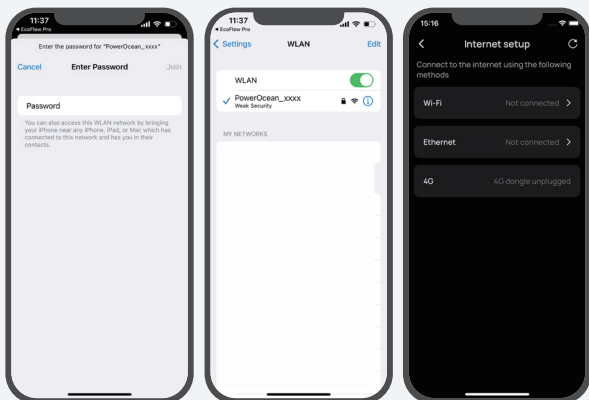 11:37
◀ EcoFlow Pro
Enter the password for "PowerOcean_xxxx"
Cancel Enter Password Join
Password
You can also access this WLAN network by bringing
your iPhone near any iPhone, iPad, or Mac which has
connected to this network and has you in their
contacts.
11:37
◀ EcoFlow Pro
Settings WLAN Edit
WLAN
PowerOcean_xxxx
Weak Security
MY NETWORKS
15:16
Internet setup
Connect to the internet using the following
methods
Wi-Fi Not connected
Ethernet Not connected
4G 4G dongle unplugged